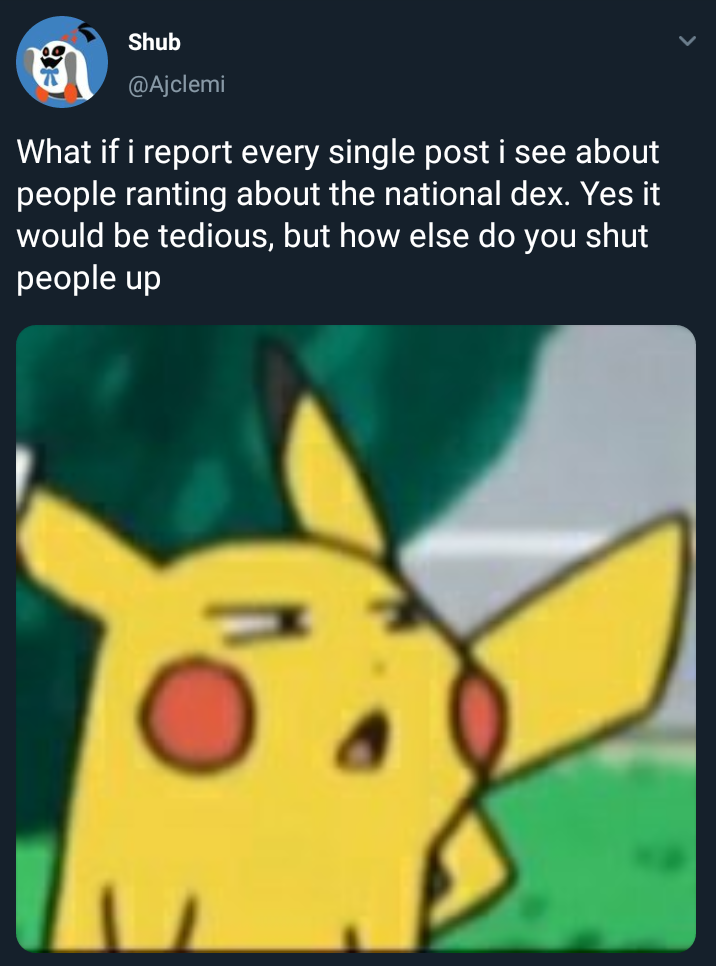 Shub
@Ajclemi
What if i report every single post i see about
people ranting about the national dex. Yes it
would be tedious, but how else do you shut
people up